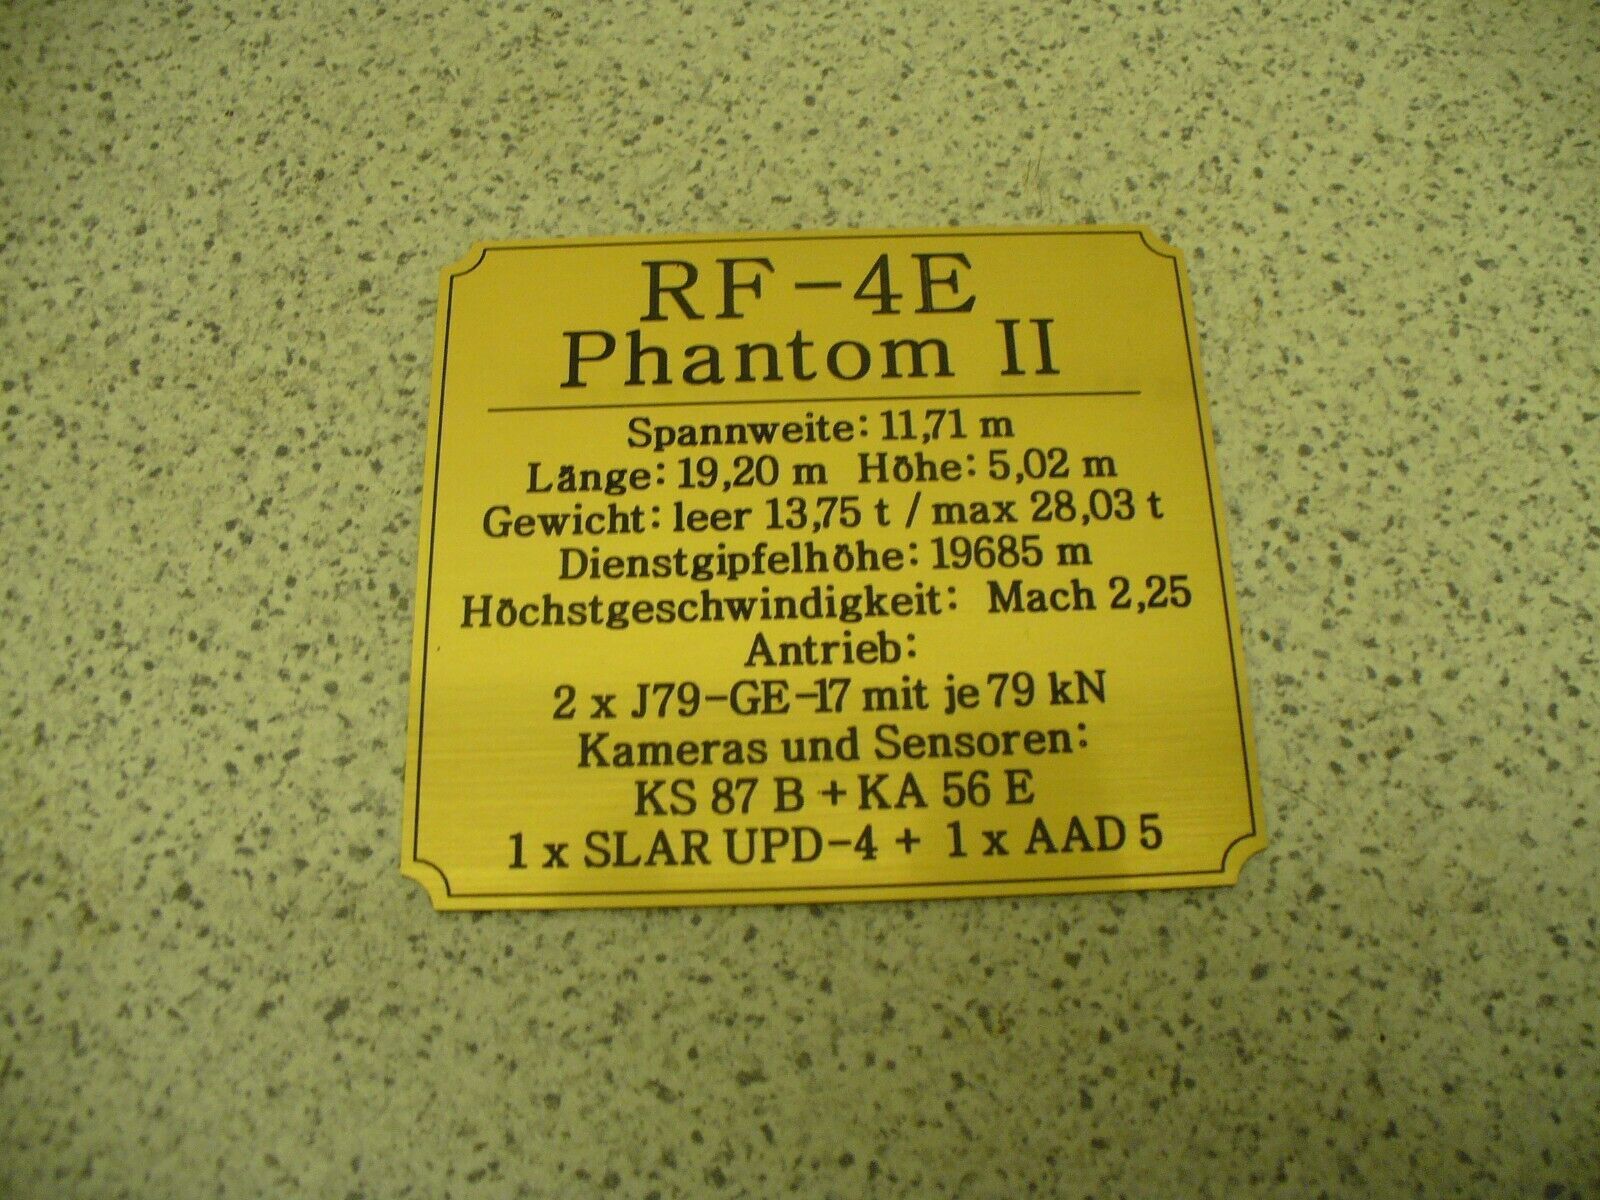 RF-4E
Phantom II
Spannweite: 11,71 m
Länge: 19,20 m Höhe: 5,02 m
Gewicht: leer 13,75 t / max 28,03 t
Dienstgipfelhöhe: 19685 m
Höchstgeschwindigkeit: Mach 2,25
Antrieb:
2 x J79-GE-17 mit je 79 kN
Kameras und Sensoren:
KS 87 B + KA 56 E
1 x SLAR UPD-4 + 1 x AAD 5